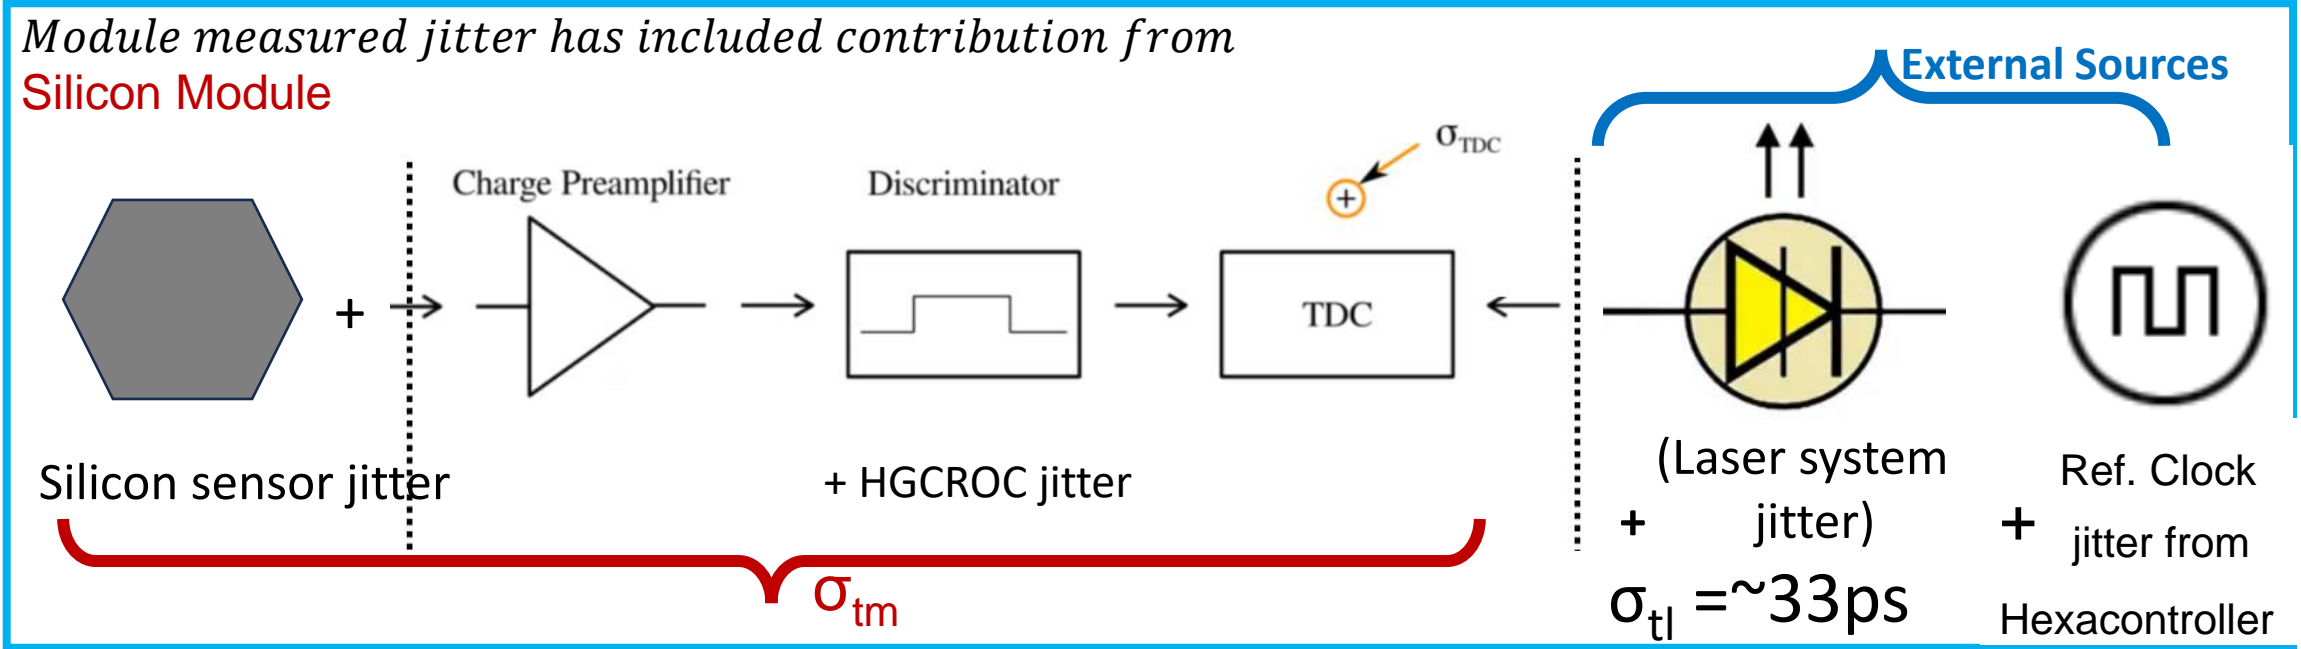 Module measured jitter has included contribution from
Silicon Module
External Sources
σTDC
Charge Preamplifier
Discriminator
+
TDC
+
Silicon sensor jitter
+ HGCROC jitter
(Laser system
+ jitter)
+
Ref. Clock
jitter from
Hexacontroller
σtm
σtl =~33ps